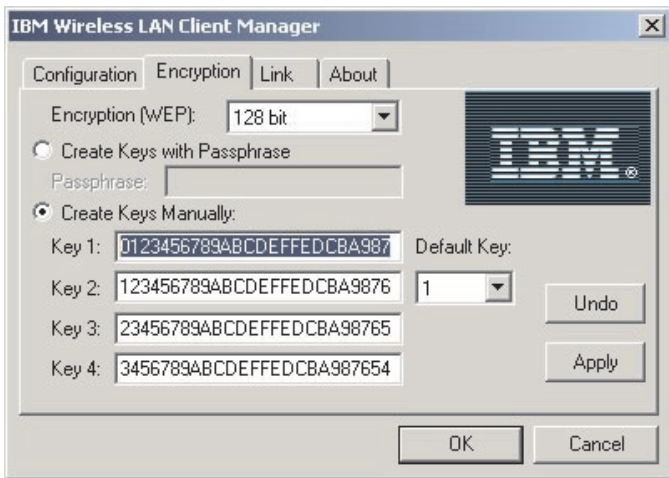 IBM Wireless LAN Client Manager
Configuration Encryption Link About
Encryption (WEP): 128 bit
IBM®
Create Keys with Passphrase
Passphrase:
Create Keys Manually:
Key 1: 0123456789ABCDEFFEDCBA987 Default Key:
Key 2: 123456789ABCDEFFEDCBA9876 1
Undo
Key 3: 23456789ABCDEFFEDCBA98765
Key 4: 3456789ABCDEFFEDCBA987654 Apply
OK Cancel